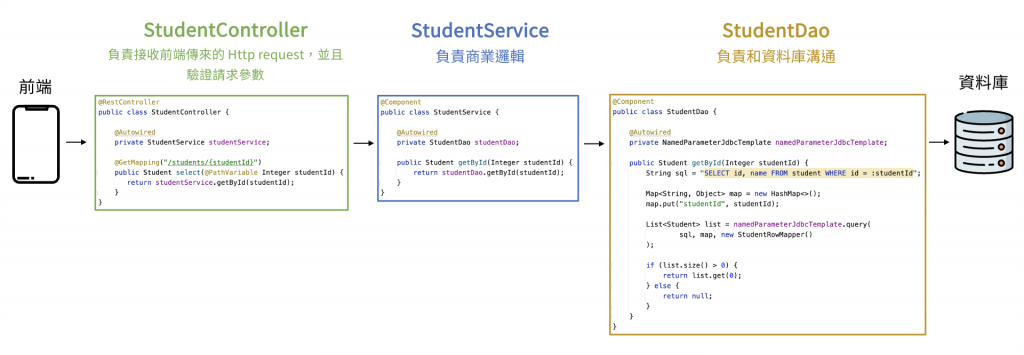 StudentController
負責接收前端傳來的 Http request，並且
驗證請求參數
StudentService
負責商業邏輯
StudentDao
負責和資料庫溝通
前端
@RestController
public class StudentController {
@Autowired
private StudentService studentService;
@GetMapping("/students/{studentId}")
public Student select(@PathVariable Integer studentId) {
return studentService.getById(studentId);
}
}
@Component
public class StudentService {
@Autowired
private StudentDao studentDao;
public Student getById(Integer studentId) {
return studentDao.getById(studentId);
}
}
@Component
public class StudentDao {
@Autowired
private NamedParameterJdbcTemplate namedParameterJdbcTemplate;
public Student getById(Integer studentId) {
String sql = "SELECT id, name FROM student WHERE id = :studentId";
Map<String, Object> map = new HashMap<>();
map.put("studentId", studentId);
List<Student> list = namedParameterJdbcTemplate.query(
sql, map, new StudentRowMapper()
);
if (list.size() > 0) {
return list.get(0);
} else {
return null;
}
}
}
資料庫